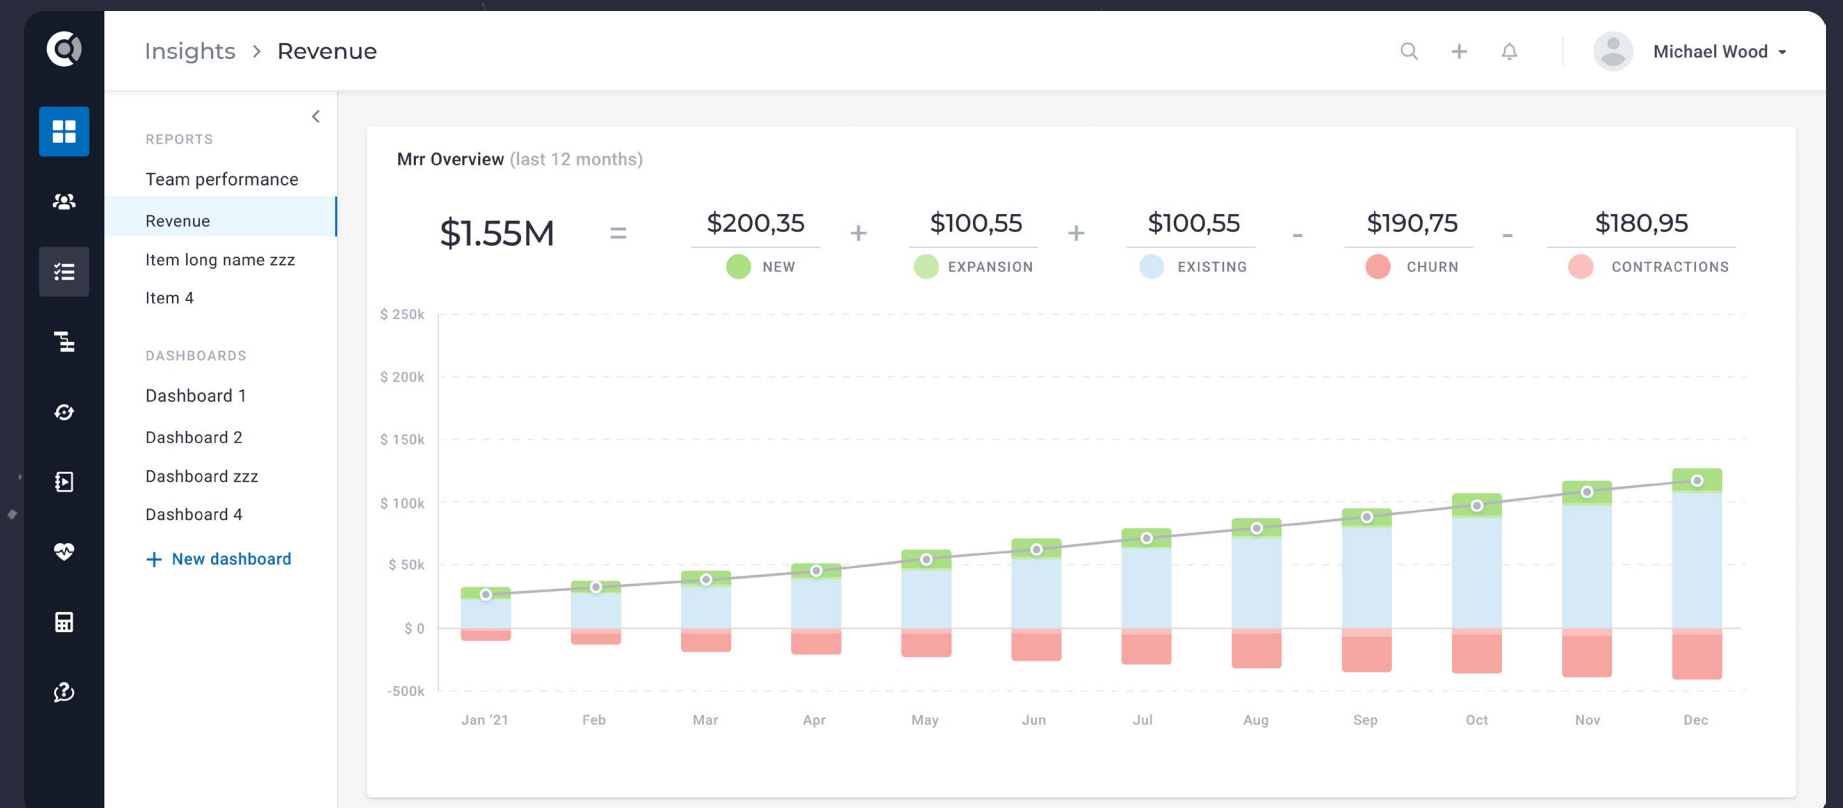 Insights > Revenue
Michael Wood
REPORTS
Team performance
Revenue
Item long name zzz
Item 4
DASHBOARDS
Dashboard 1
Dashboard 2
Dashboard zzz
Dashboard 4
+ New dashboard
Mrr Overview (last 12 months)
$1.55M = $200,35 + $100,55 + $100,55 - $190,75 - $180,95
NEW EXPANSION EXISTING CHURN CONTRACTIONS
$ 250k
$ 200k
$ 150k
$ 100k
$ 50k
$ 0
-500k
Jan '21 Feb Mar Apr May Jun Jul Aug Sep Oct Nov Dec